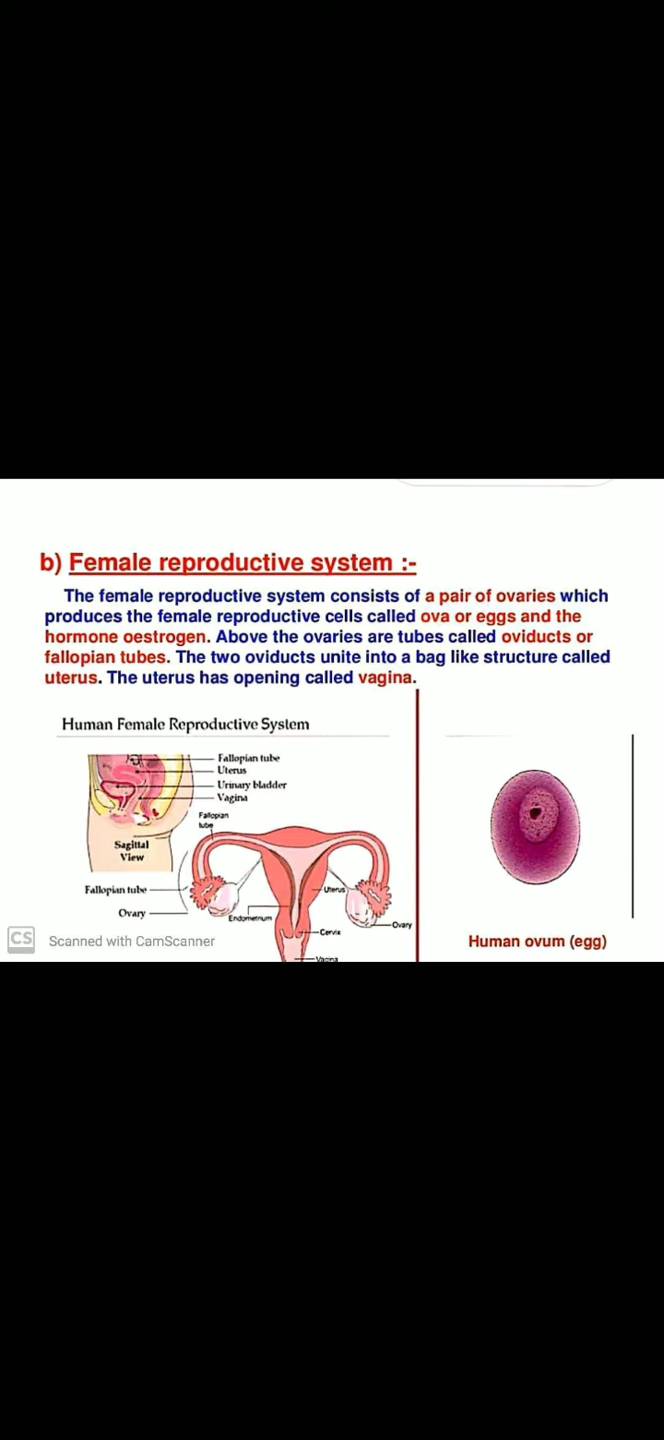 b) Female reproductive system :-
The female reproductive system consists of a pair of ovaries which
produces the female reproductive cells called ova or eggs and the
hormone oestrogen. Above the ovaries are tubes called oviducts or
fallopian tubes. The two oviducts unite into a bag like structure called
uterus. The uterus has opening called vagina.
Human Female Reproductive System
Fallopian tube
Uterus
Urinary bladder
Vagina
Sagittal
View
Fallopian
tube
Fallopian tube
Ovary
Endometrium
Uterus
Cervix
Ovary
Vagina
Human ovum (egg)
CS Scanned with CamScanner